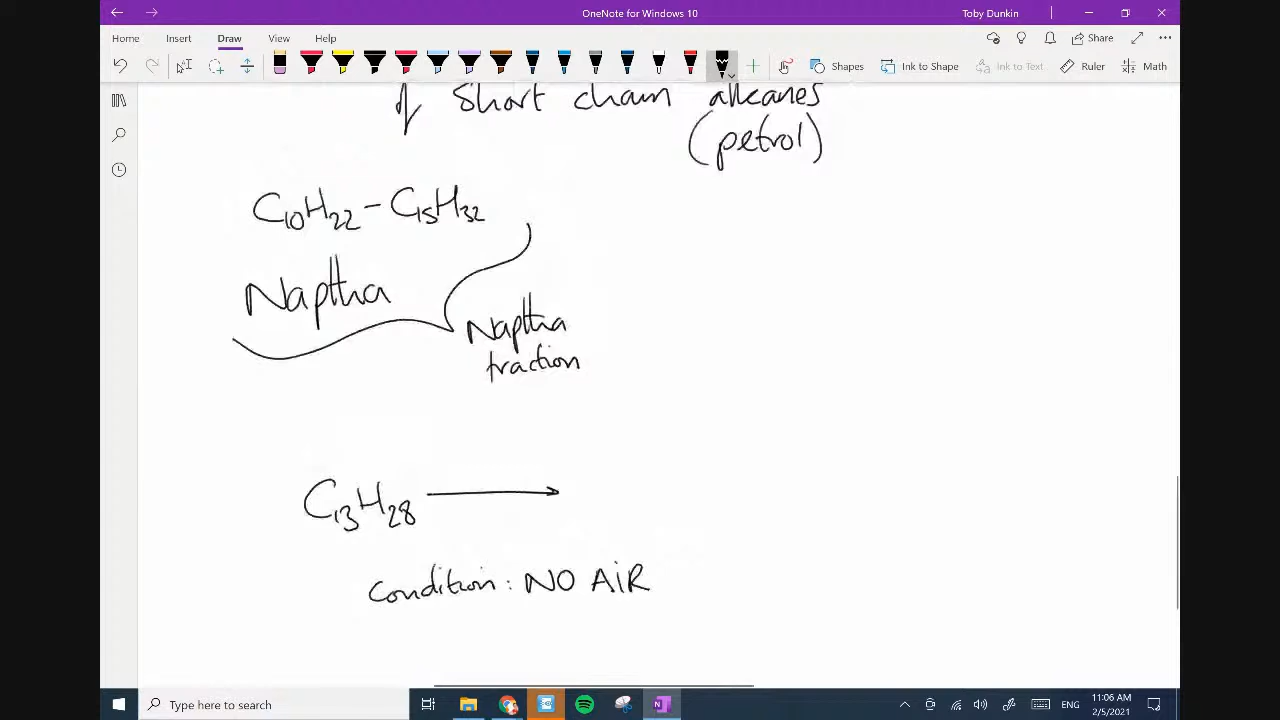 OneNote for Windows 10
Toby Dunkin
Home Insert Draw View Help
Share
Shapes Ink to Shape Ink to Text Ruler Math
of short chain alkanes
(petrol)
C₁₀H₂₂ – C₁₅H₃₂
Naptha
Naptha
fraction
C₁₃H₂₈ ⟶
condition: NO AIR
Type here to search
ENG
11:06 AM
2/5/2021